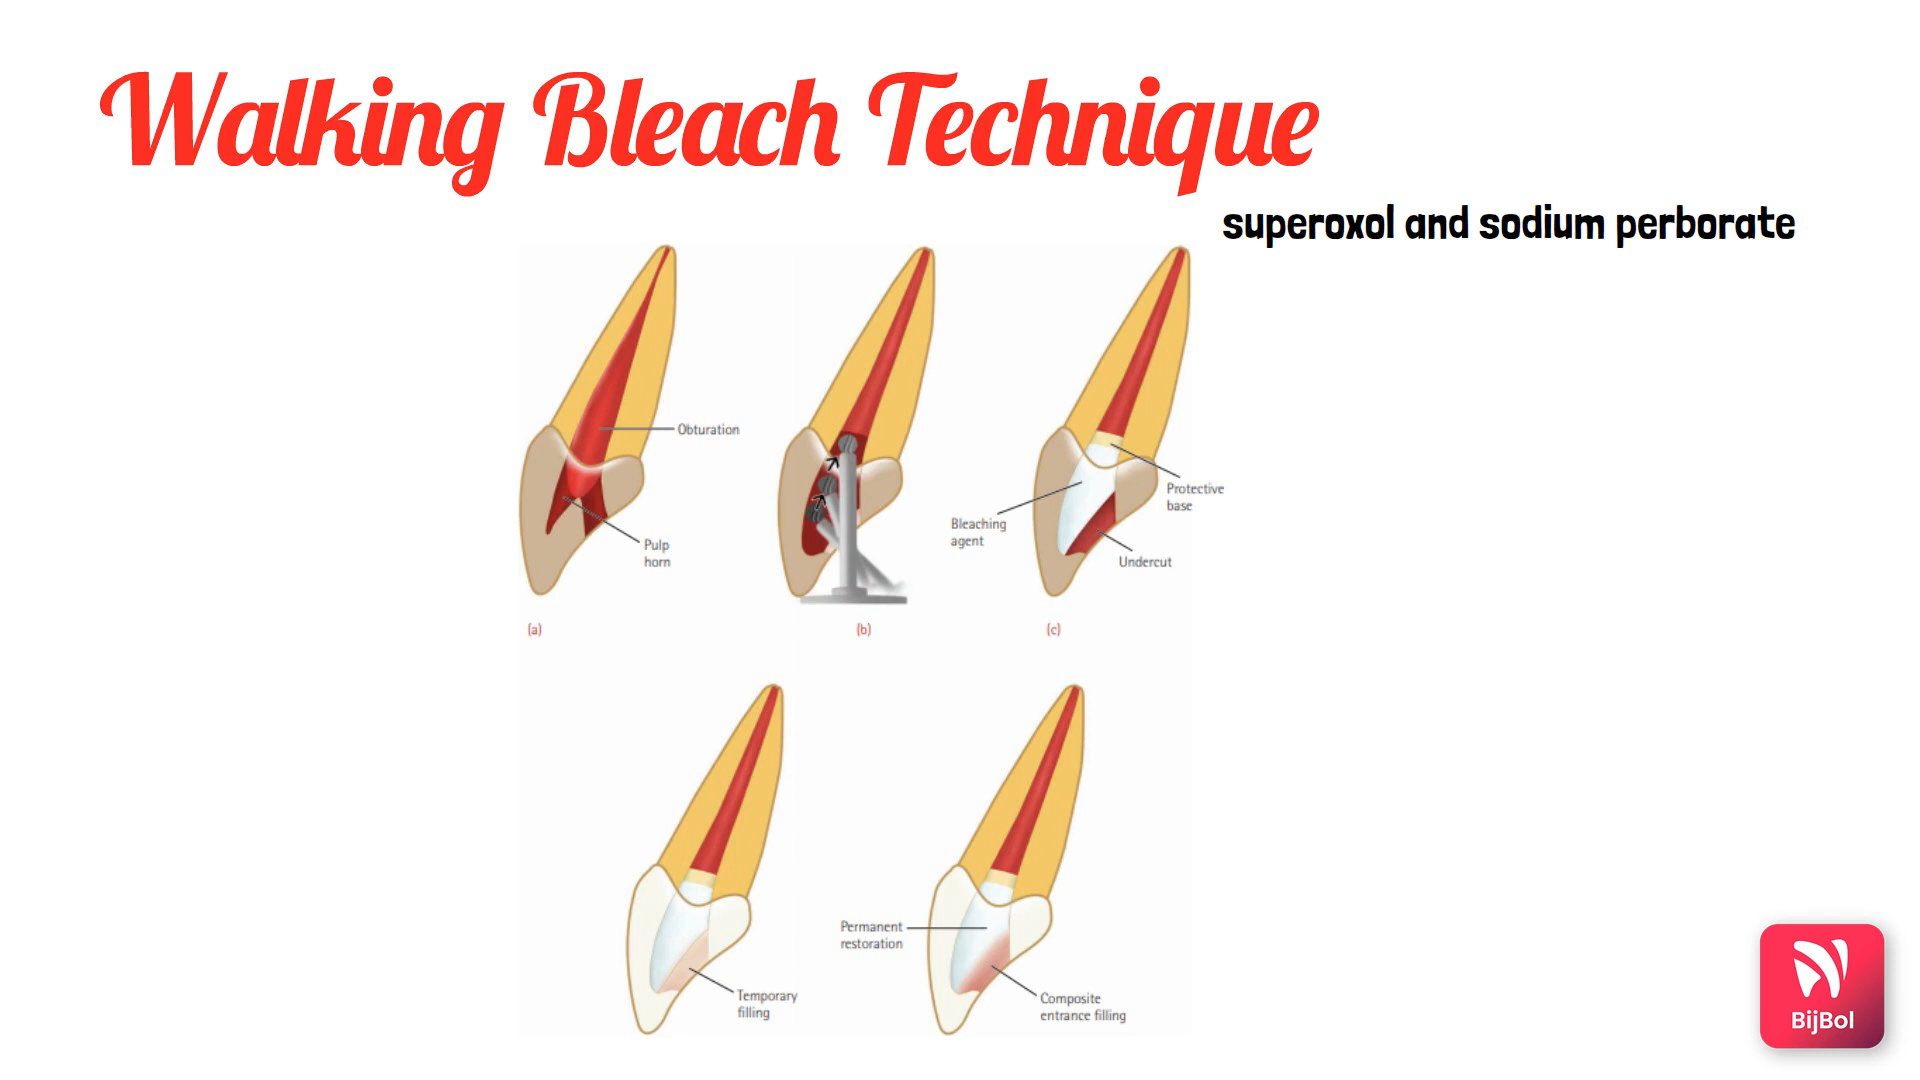 Walking Bleach Technique
superoxol and sodium perborate
Obturation
Pulp
horn
Bleaching
agent
Protective
base
Undercut
(a)
(b)
(c)
Permanent
restoration
Temporary
filling
Composite
entrance filling
BijBol